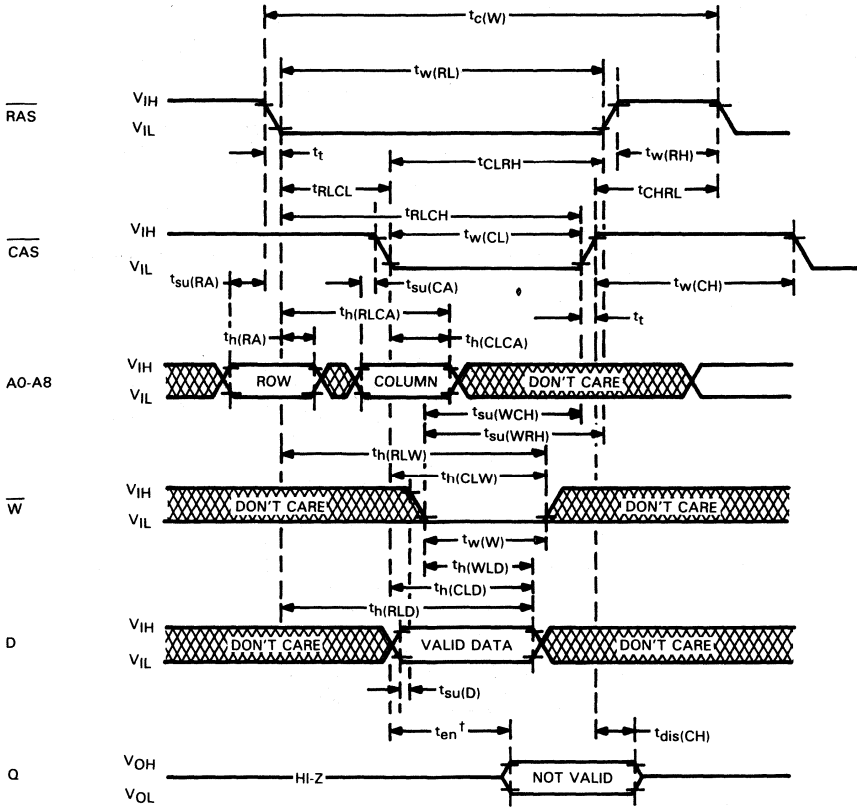 tc(W)
tw(RL)
RAS
VIH
VIL
tt
tCLRH
tw(RH)
tRLCL
tCHRL
tRLCH
CAS
VIH
VIL
tw(CL)
tsu(RA)
tsu(CA)
tw(CH)
th(RLCA)
th(RA)
th(CLCA)
tt
A0-A8
VIH
VIL
ROW
COLUMN
DON'T CARE
tsu(WCH)
tsu(WRH)
th(RLW)
th(CLW)
W
VIH
VIL
DON'T CARE
DON'T CARE
tw(W)
th(WLD)
th(CLD)
th(RLD)
D
VIH
VIL
DON'T CARE
VALID DATA
DON'T CARE
tsu(D)
ten†
tdis(CH)
Q
VOH
VOL
HI-Z
NOT VALID